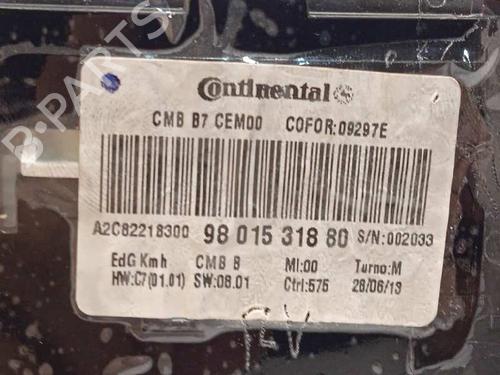 B-PARTS
Continental
CMB B7 CEM00 COFOR:09297E
A2C82218300 98 015 318 80 S/N:002033
EdG Kmh CMB B MI:00 Turno:M
HW:C7(01.01) SW:08.01 Ctrl:575 28/06/13